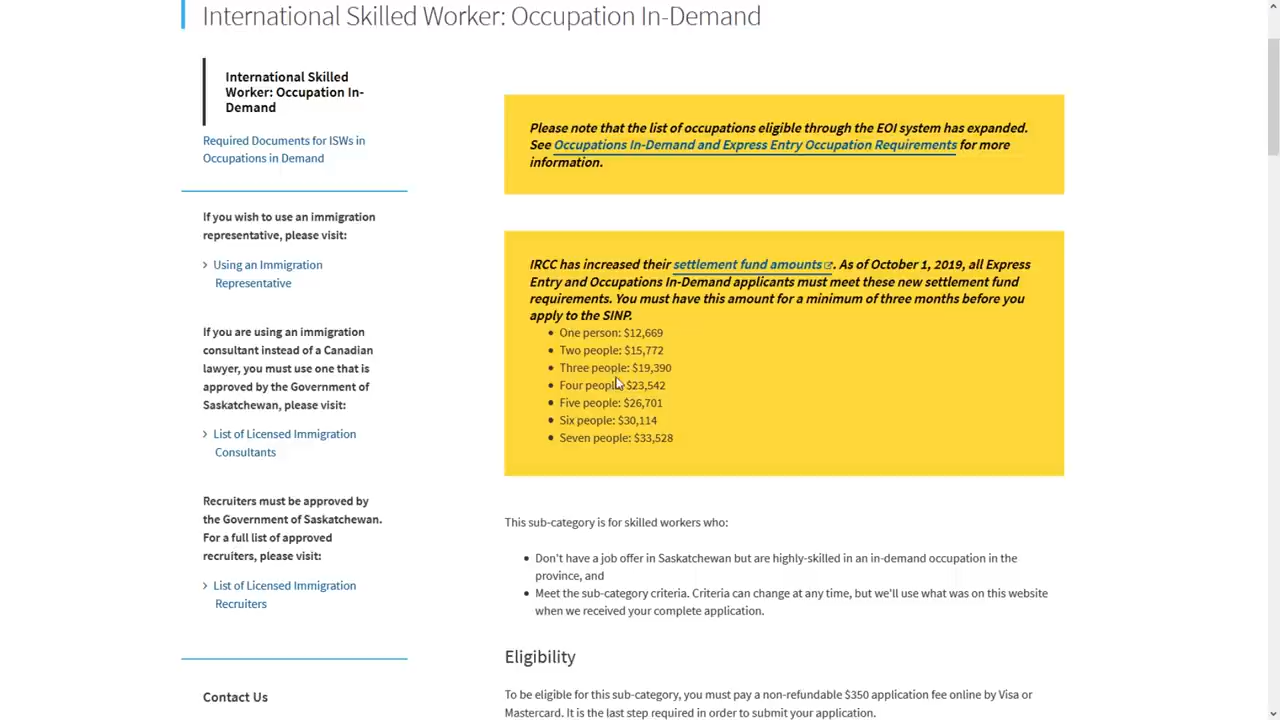 International Skilled Worker: Occupation In-Demand
International Skilled
Worker: Occupation In-
Demand
Required Documents for ISWs in
Occupations in Demand
If you wish to use an immigration
representative, please visit:
Using an Immigration
Representative
If you are using an immigration
consultant instead of a Canadian
lawyer, you must use one that is
approved by the Government of
Saskatchewan, please visit:
List of Licensed Immigration
Consultants
Recruiters must be approved by
the Government of Saskatchewan.
For a full list of approved
recruiters, please visit:
List of Licensed Immigration
Recruiters
Contact Us
Please note that the list of occupations eligible through the EOI system has expanded.
See Occupations In-Demand and Express Entry Occupation Requirements for more
information.
IRCC has increased their settlement fund amounts. As of October 1, 2019, all Express
Entry and Occupations In-Demand applicants must meet these new settlement fund
requirements. You must have this amount for a minimum of three months before you
apply to the SINP.
One person: $12,669
Two people: $15,772
Three people: $19,390
Four people: $23,542
Five people: $26,701
Six people: $30,114
Seven people: $33,528
This sub-category is for skilled workers who:
Don't have a job offer in Saskatchewan but are highly-skilled in an in-demand occupation in the
province, and
Meet the sub-category criteria. Criteria can change at any time, but we'll use what was on this website
when we received your complete application.
Eligibility
To be eligible for this sub-category, you must pay a non-refundable $350 application fee online by Visa or
Mastercard. It is the last step required in order to submit your application.